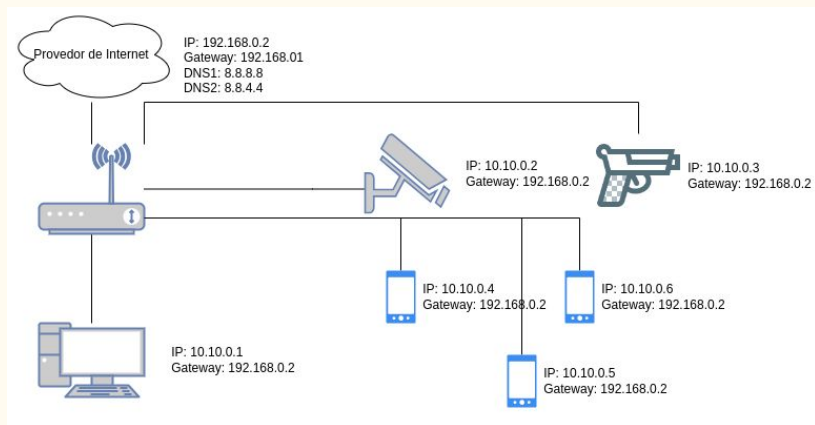 Provedor de Internet
IP: 192.168.0.2
Gateway: 192.168.01
DNS1: 8.8.8.8
DNS2: 8.8.4.4
IP: 10.10.0.2
Gateway: 192.168.0.2
IP: 10.10.0.3
Gateway: 192.168.0.2
IP: 10.10.0.4
Gateway: 192.168.0.2
IP: 10.10.0.6
Gateway: 192.168.0.2
IP: 10.10.0.1
Gateway: 192.168.0.2
IP: 10.10.0.5
Gateway: 192.168.0.2